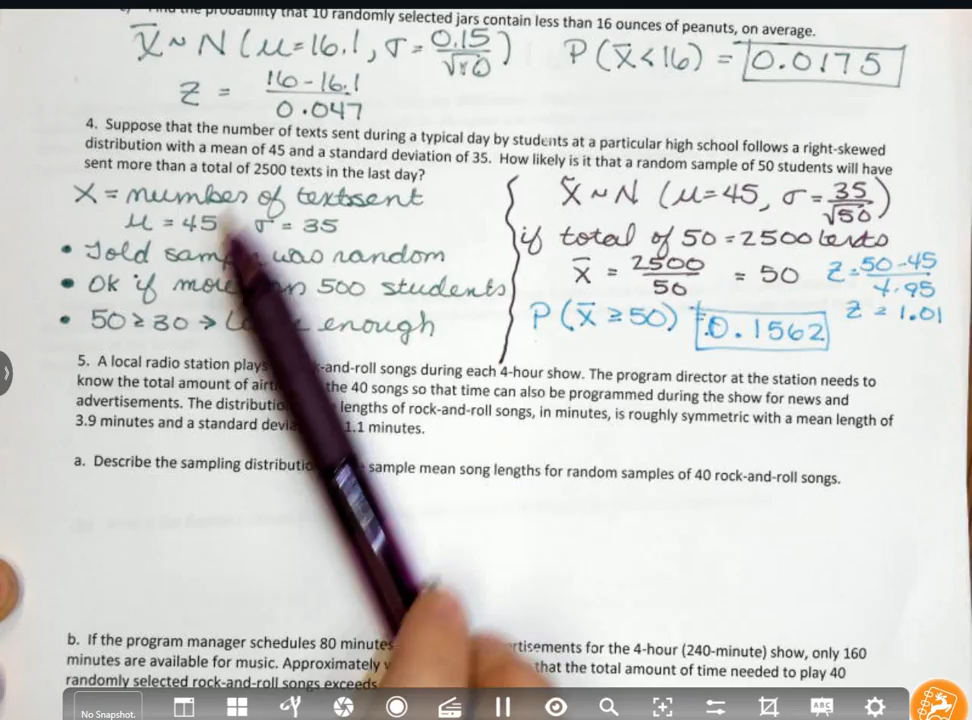 the probability that 10 randomly selected jars contain less than 16 ounces of peanuts, on average.
X̄ ~ N (μ = 16.1, σ = 0.15/√10) P(X̄ < 16) = 0.0175
Z = 16 - 16.1 / 0.047
4. Suppose that the number of texts sent during a typical day by students at a particular high school follows a right-skewed
distribution with a mean of 45 and a standard deviation of 35. How likely is it that a random sample of 50 students will have
sent more than a total of 2500 texts in the last day?
X = number of text sent
μ = 45 σ = 35
• Told was random
• Ok if 500 students
• 50 ≥ 30 → enough
X̄ ~ N (μ = 45, σ = 35/√50)
if total of 50 = 2500 texts
x̄ = 2500/50 = 50
Z = 50-45 / 4.95
Z = 1.01
P(X̄ ≥ 50) = 0.1562
5. A local radio station plays -and-roll songs during each 4-hour show. The program director at the station needs to
know the total amount of the 40 songs so that time can also be programmed during the show for news and
advertisements. The lengths of rock-and-roll songs, in minutes, is roughly symmetric with a mean length of
3.9 minutes and a standard 1.1 minutes.
a. Describe the sampling sample mean song lengths for random samples of 40 rock-and-roll songs.
b. If the program manager schedules 80 minutes for the 4-hour (240-minute) show, only 160
minutes are available for music. Approximately that the total amount of time needed to play 40
randomly selected rock-and-roll songs exceeds
No Snapshot.
ABC